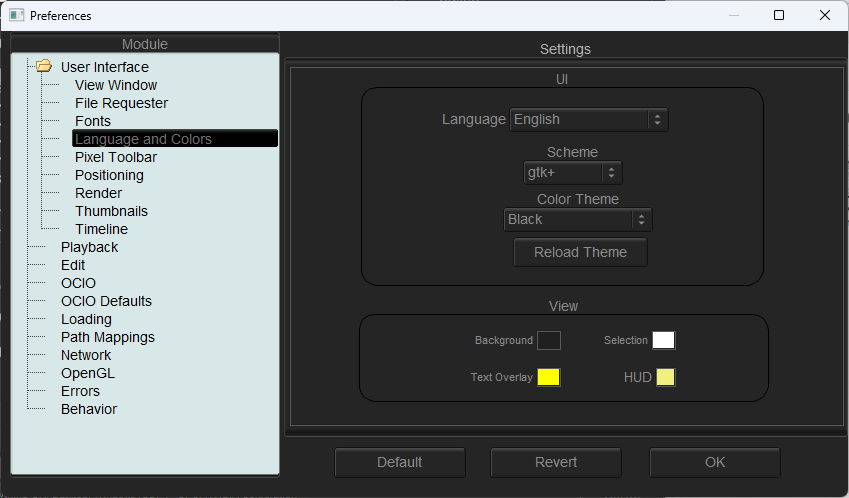 Preferences
Module
User Interface
View Window
File Requester
Fonts
Language and Colors
Pixel Toolbar
Positioning
Render
Thumbnails
Timeline
Playback
Edit
OCIO
OCIO Defaults
Loading
Path Mappings
Network
OpenGL
Errors
Behavior
Settings
UI
Language English
Scheme
gtk+
Color Theme
Black
Reload Theme
View
Background Selection
Text Overlay HUD
Default Revert OK